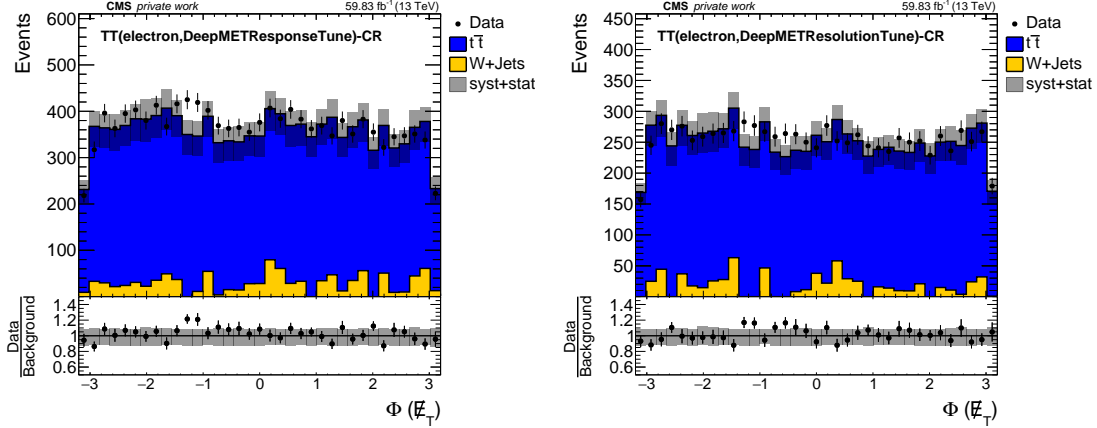 CMS private work 59.83 fb⁻¹ (13 TeV)
Events
TT(electron,DeepMETResponseTune)-CR
600
500
400
300
200
100
Data
tt̅
W+Jets
syst+stat
Data
Background
1.4
1.2
1
0.8
0.6
−3 −2 −1 0 1 2 3
Φ (E̸_T)
CMS private work 59.83 fb⁻¹ (13 TeV)
Events
TT(electron,DeepMETResolutionTune)-CR
450
400
350
300
250
200
150
100
50
Data
tt̅
W+Jets
syst+stat
Data
Background
1.4
1.2
1
0.8
0.6
−3 −2 −1 0 1 2 3
Φ (E̸_T)